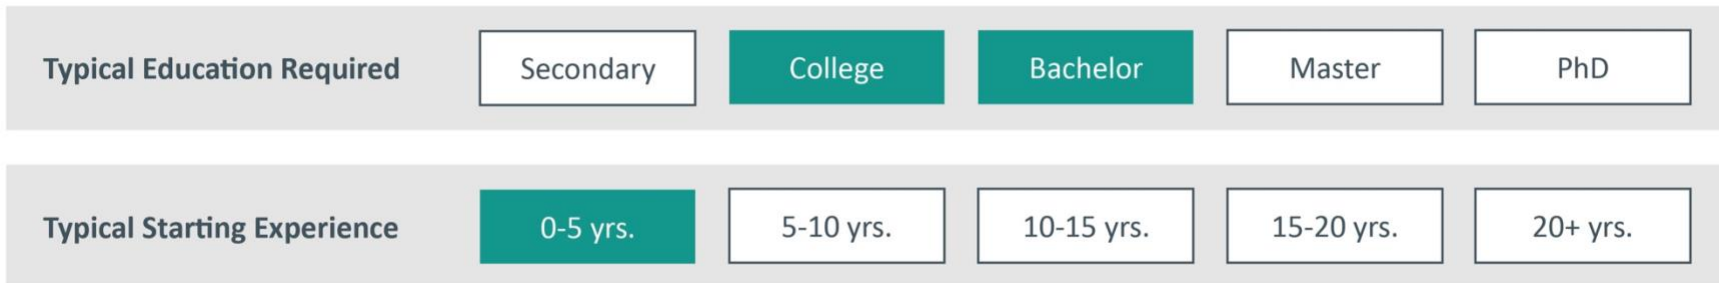 Typical Education Required Secondary College Bachelor Master PhD
Typical Starting Experience 0-5 yrs. 5-10 yrs. 10-15 yrs. 15-20 yrs. 20+ yrs.